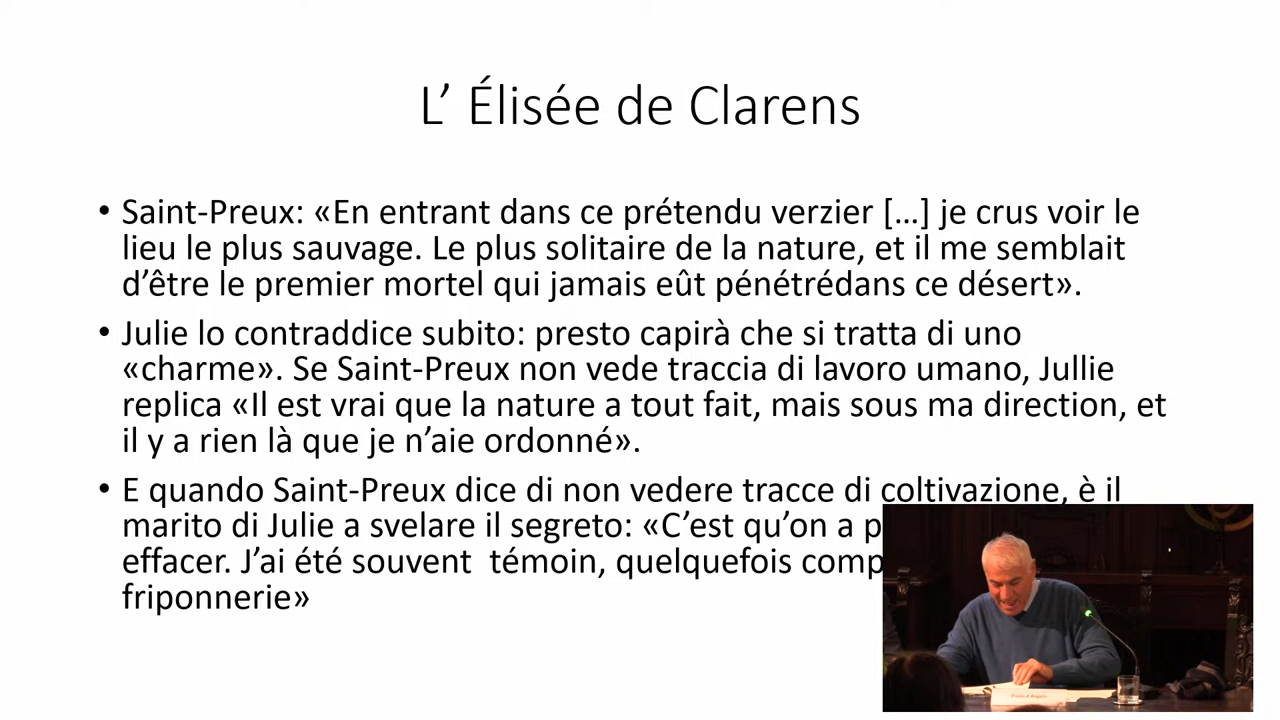 L’ Élisée de Clarens
• Saint-Preux: «En entrant dans ce prétendu verzier […] je crus voir le
lieu le plus sauvage. Le plus solitaire de la nature, et il me semblait
d’être le premier mortel qui jamais eût pénétrédans ce désert».
• Julie lo contraddice subito: presto capirà che si tratta di uno
«charme». Se Saint-Preux non vede traccia di lavoro umano, Jullie
replica «Il est vrai que la nature a tout fait, mais sous ma direction, et
il y a rien là que je n’aie ordonné».
• E quando Saint-Preux dice di non vedere tracce di coltivazione, è il
marito di Julie a svelare il segreto: «C’est qu’on a
effacer. J’ai été souvent  témoin, quelquefois
friponnerie»
Paolo d'Angelo